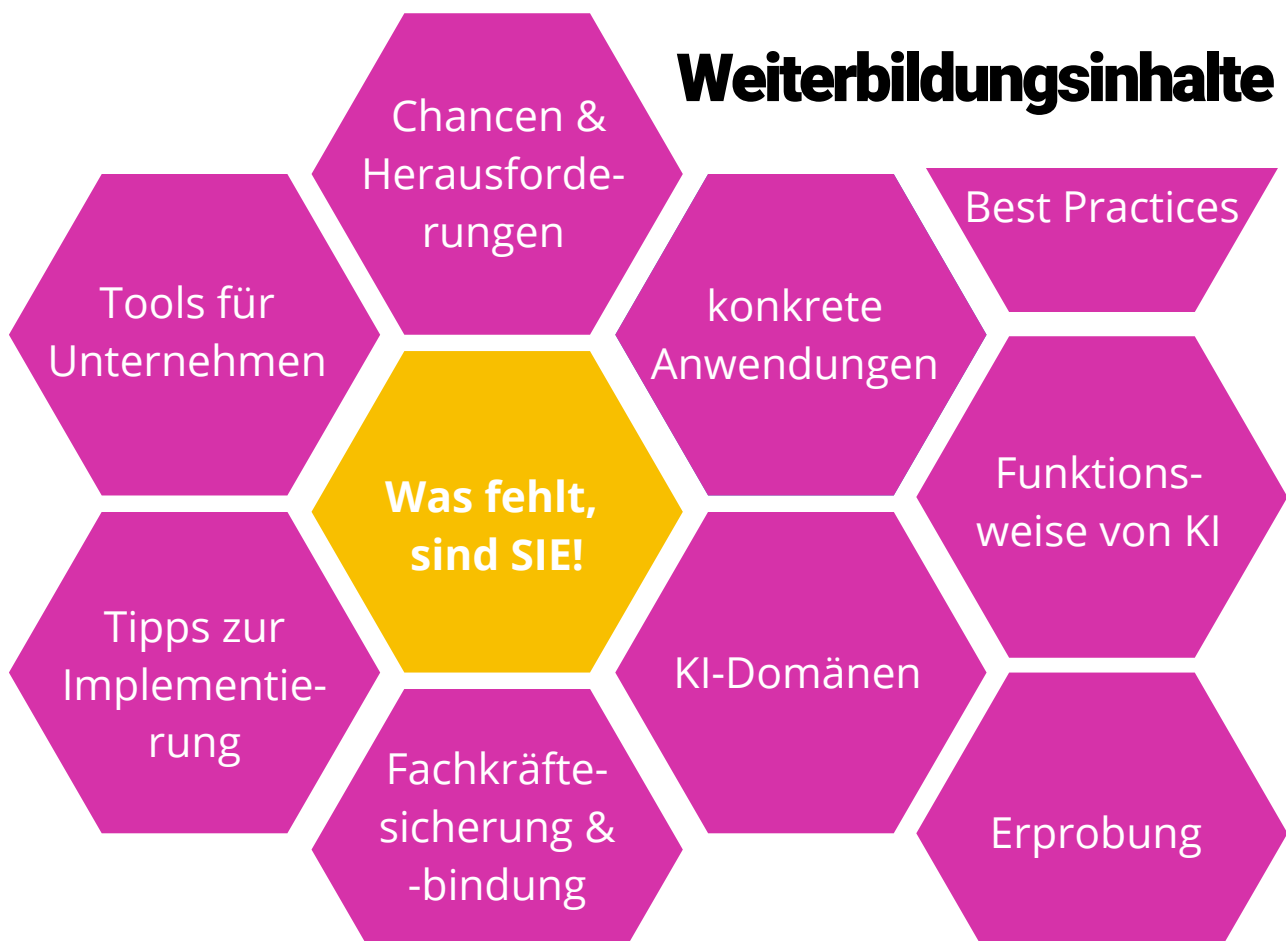 Weiterbildungsinhalte
Chancen &
Herausforde-
rungen
Best Practices
Tools für
Unternehmen
konkrete
Anwendungen
Was fehlt,
sind SIE!
Funktions-
weise von KI
Tipps zur
Implementie-
rung
KI-Domänen
Fachkräfte-
sicherung &
-bindung
Erprobung